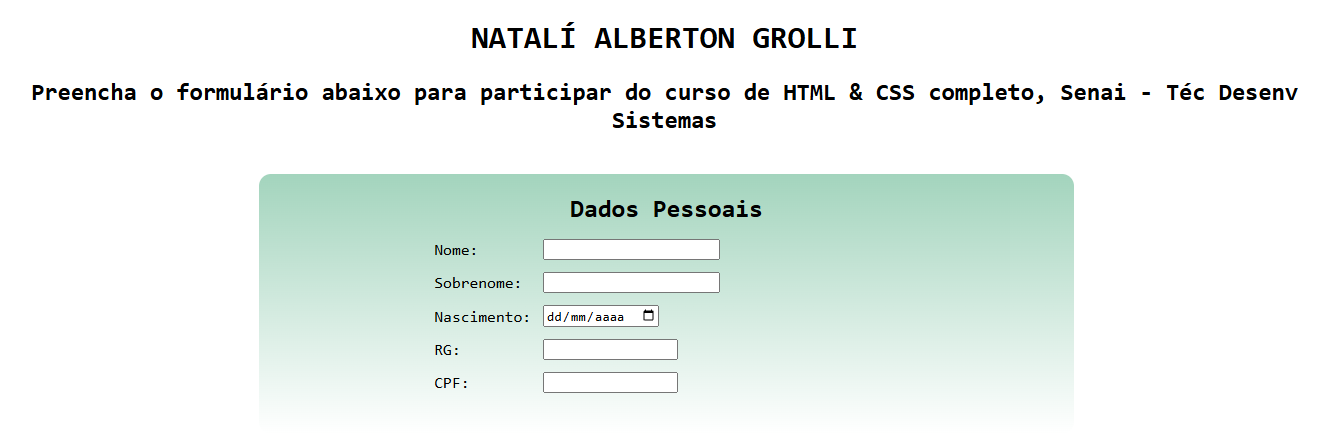 NATALÍ ALBERTON GROLLI
Preencha o formulário abaixo para participar do curso de HTML & CSS completo, Senai - Téc Desenv
Sistemas
Dados Pessoais
Nome:
Sobrenome:
Nascimento: dd/mm/aaaa
RG:
CPF: